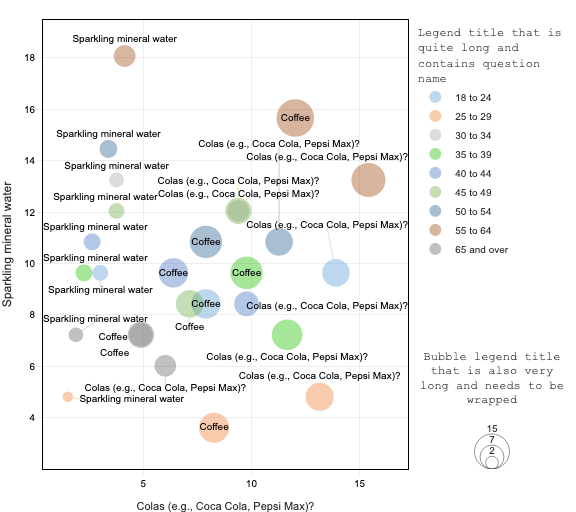 Sparkling mineral water
18
16
14
12
10
8
6
4
5
10
15
Colas (e.g., Coca Cola, Pepsi Max)?
Sparkling mineral water
Coffee
Colas (e.g., Coca Cola, Pepsi Max)?
Sparkling mineral water
Colas (e.g., Coca Cola, Pepsi Max)?
Sparkling mineral water
Colas (e.g., Coca Cola, Pepsi Max)?
Sparkling mineral water
Colas (e.g., Coca Cola, Pepsi Max)?
Sparkling mineral water
Colas (e.g., Coca Cola, Pepsi Max)?
Coffee
Sparkling mineral water
Coffee
Coffee
Sparkling mineral water
Coffee
Colas (e.g., Coca Cola, Pepsi Max)?
Sparkling mineral water
Coffee
Coffee
Coffee
Colas (e.g., Coca Cola, Pepsi Max)?
Colas (e.g., Coca Cola, Pepsi Max)?
Colas (e.g., Coca Cola, Pepsi Max)?
Sparkling mineral water
Coffee
Legend title that is
quite long and
contains question
name
18 to 24
25 to 29
30 to 34
35 to 39
40 to 44
45 to 49
50 to 54
55 to 64
65 and over
Bubble legend title
that is also very
long and needs to be
wrapped
15
7
2